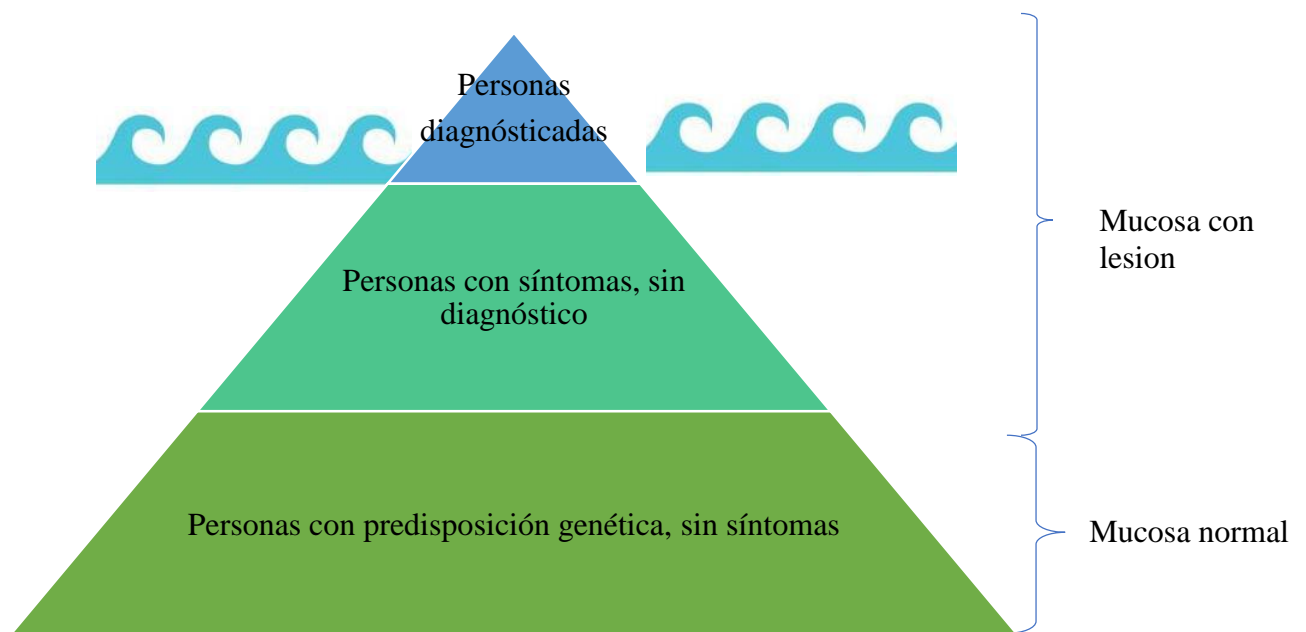 Personas
diagnósticadas
Mucosa con
lesion
Personas con síntomas, sin
diagnóstico
Personas con predisposición genética, sin síntomas
Mucosa normal